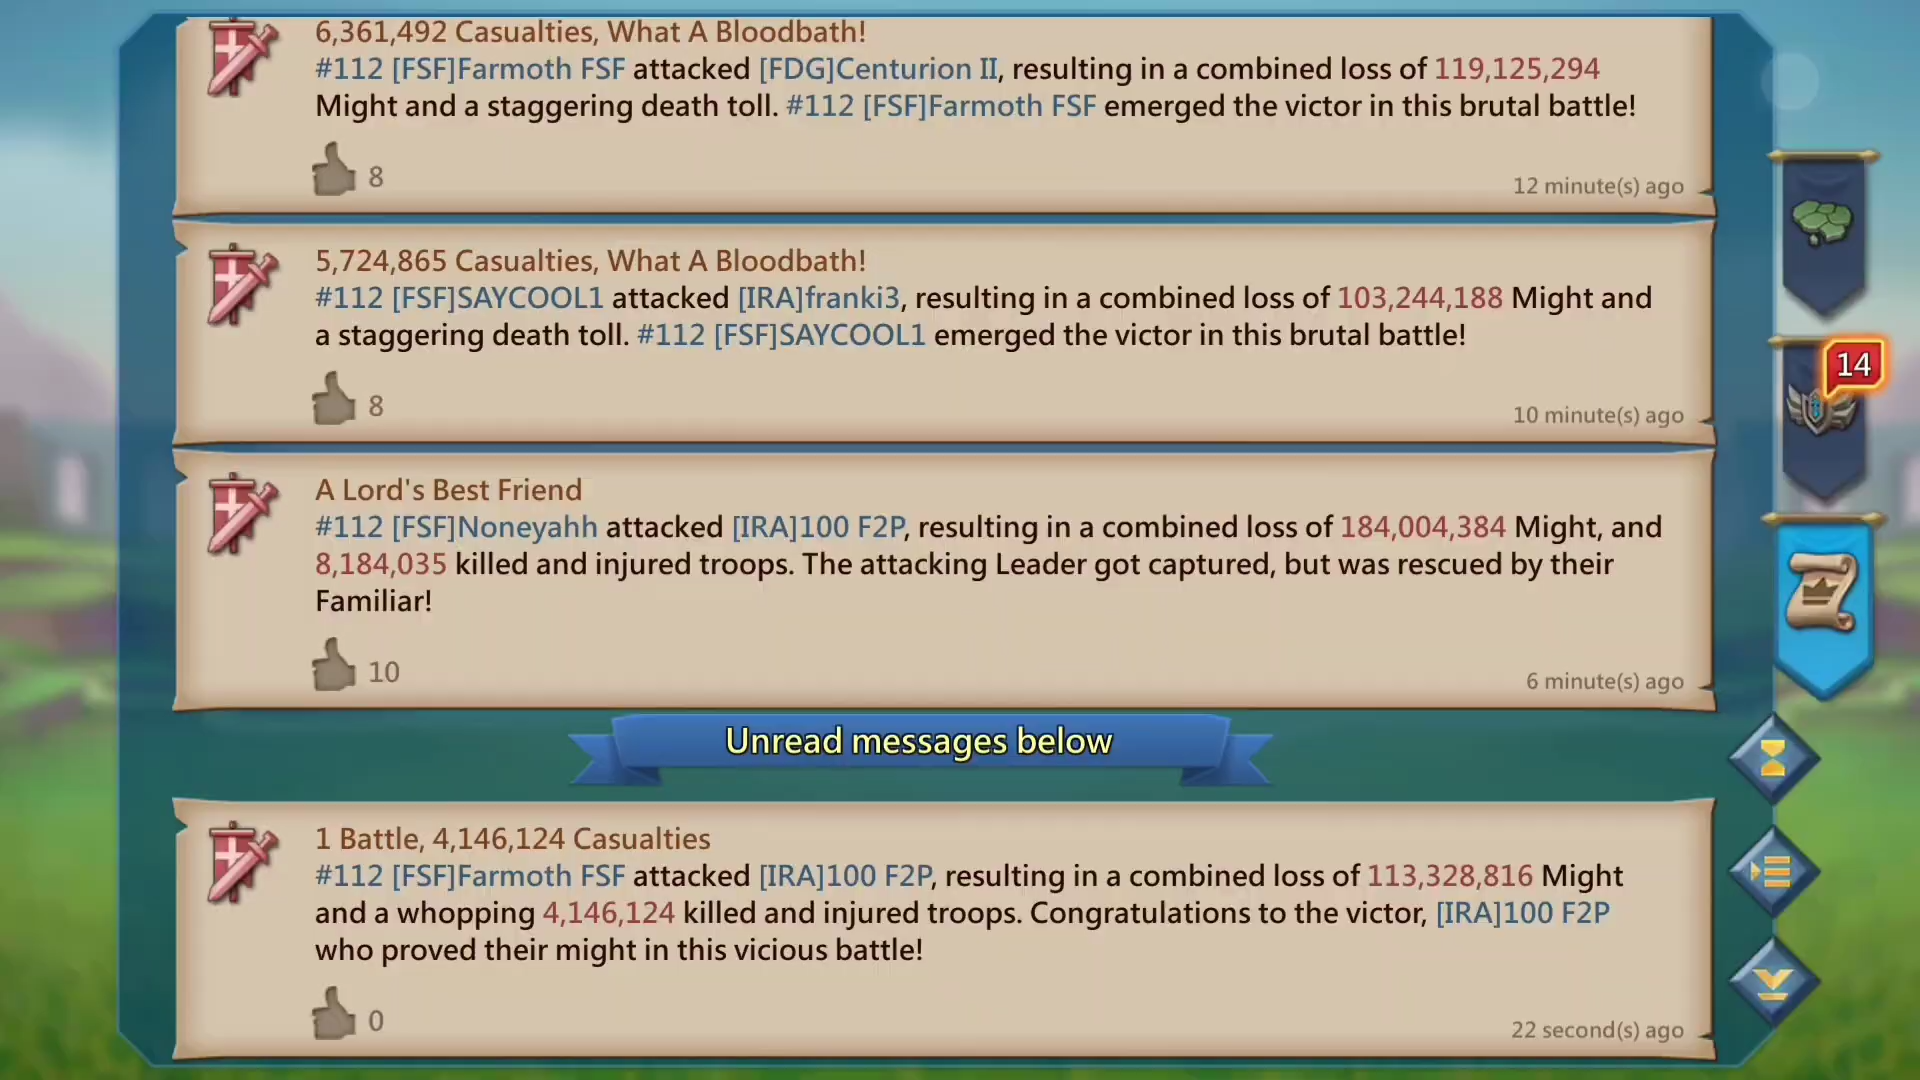 6,361,492 Casualties, What A Bloodbath!
#112 [FSF]Farmoth FSF attacked [FDG]Centurion II, resulting in a combined loss of 119,125,294
Might and a staggering death toll. #112 [FSF]Farmoth FSF emerged the victor in this brutal battle!
8
12 minute(s) ago
5,724,865 Casualties, What A Bloodbath!
#112 [FSF]SAYCOOL1 attacked [IRA]franki3, resulting in a combined loss of 103,244,188 Might and
a staggering death toll. #112 [FSF]SAYCOOL1 emerged the victor in this brutal battle!
8
10 minute(s) ago
14
A Lord's Best Friend
#112 [FSF]Noneyahh attacked [IRA]100 F2P, resulting in a combined loss of 184,004,384 Might, and
8,184,035 killed and injured troops. The attacking Leader got captured, but was rescued by their
Familiar!
10
6 minute(s) ago
Unread messages below
1 Battle, 4,146,124 Casualties
#112 [FSF]Farmoth FSF attacked [IRA]100 F2P, resulting in a combined loss of 113,328,816 Might
and a whopping 4,146,124 killed and injured troops. Congratulations to the victor, [IRA]100 F2P
who proved their might in this vicious battle!
0
22 second(s) ago